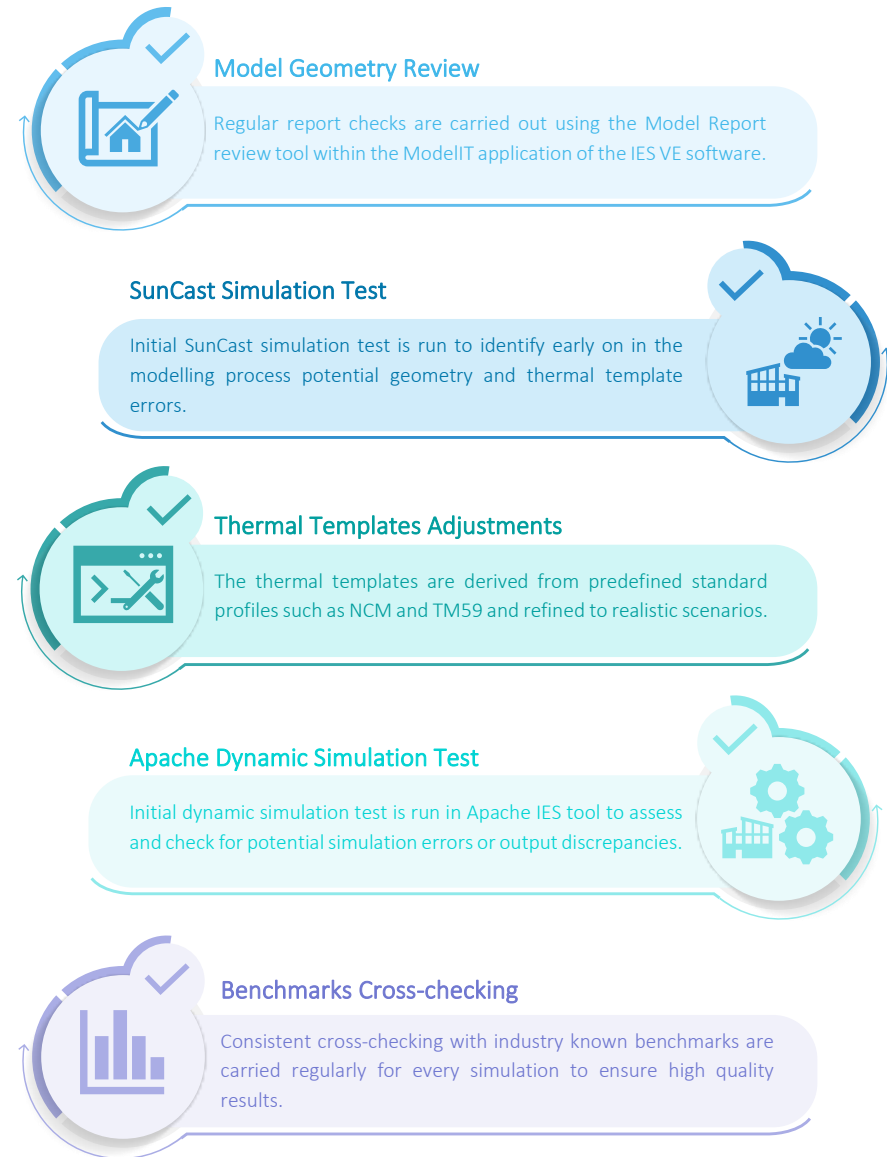 Model Geometry Review
Regular report checks are carried out using the Model Report
review tool within the ModelIT application of the IES VE software.
SunCast Simulation Test
Initial SunCast simulation test is run to identify early on in the
modelling process potential geometry and thermal template
errors.
Thermal Templates Adjustments
The thermal templates are derived from predefined standard
profiles such as NCM and TM59 and refined to realistic scenarios.
Apache Dynamic Simulation Test
Initial dynamic simulation test is run in Apache IES tool to assess
and check for potential simulation errors or output discrepancies.
Benchmarks Cross-checking
Consistent cross-checking with industry known benchmarks are
carried regularly for every simulation to ensure high quality
results.